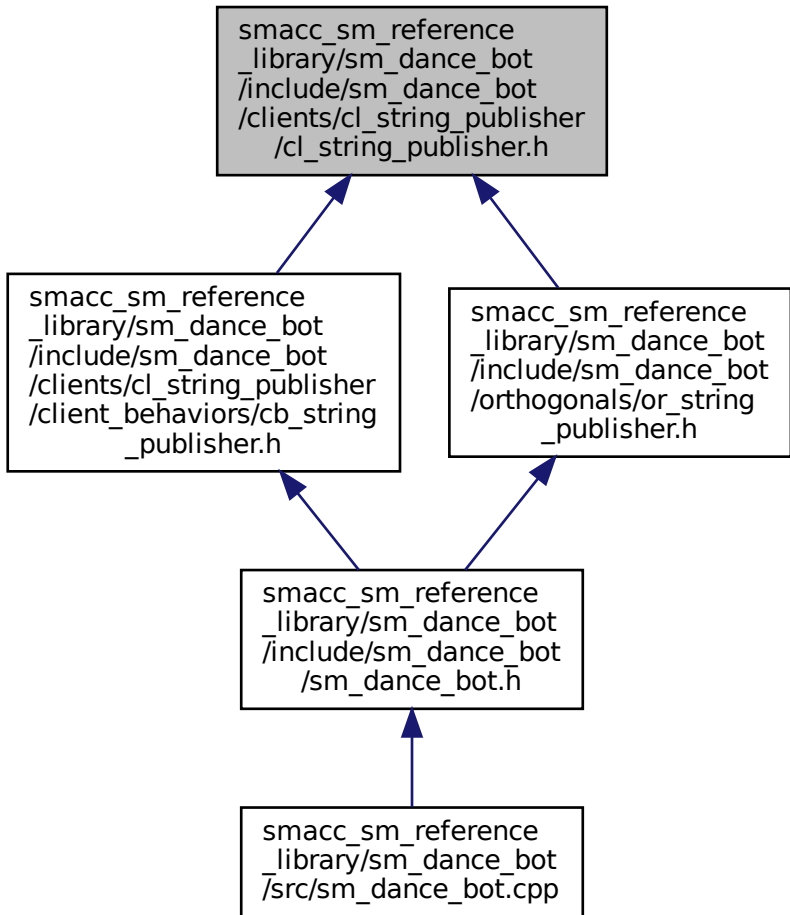 smacc_sm_reference
_library/sm_dance_bot
/include/sm_dance_bot
/clients/cl_string_publisher
/cl_string_publisher.h
smacc_sm_reference
_library/sm_dance_bot
/include/sm_dance_bot
/clients/cl_string_publisher
/client_behaviors/cb_string
_publisher.h
smacc_sm_reference
_library/sm_dance_bot
/include/sm_dance_bot
/orthogonals/or_string
_publisher.h
smacc_sm_reference
_library/sm_dance_bot
/include/sm_dance_bot
/sm_dance_bot.h
smacc_sm_reference
_library/sm_dance_bot
/src/sm_dance_bot.cpp